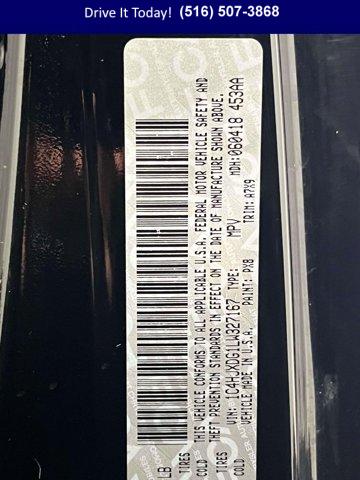 Drive It Today! (516) 507-3868
LB
TIRES
COLD
TIRES
COLD
THIS VEHICLE CONFORMS TO ALL APPLICABLE U.S.A. FEDERAL MOTOR VEHICLE SAFETY AND
THEFT PREVENTION STANDARDS IN EFFECT ON THE DATE OF MANUFACTURE SHOWN ABOVE.
VIN: 1C4HJXDG1LW327167 TYPE: MPV MDH:060418 453AA
VEHICLE MADE IN U.S.A. PAINT: PX8 TRIM: A7X9